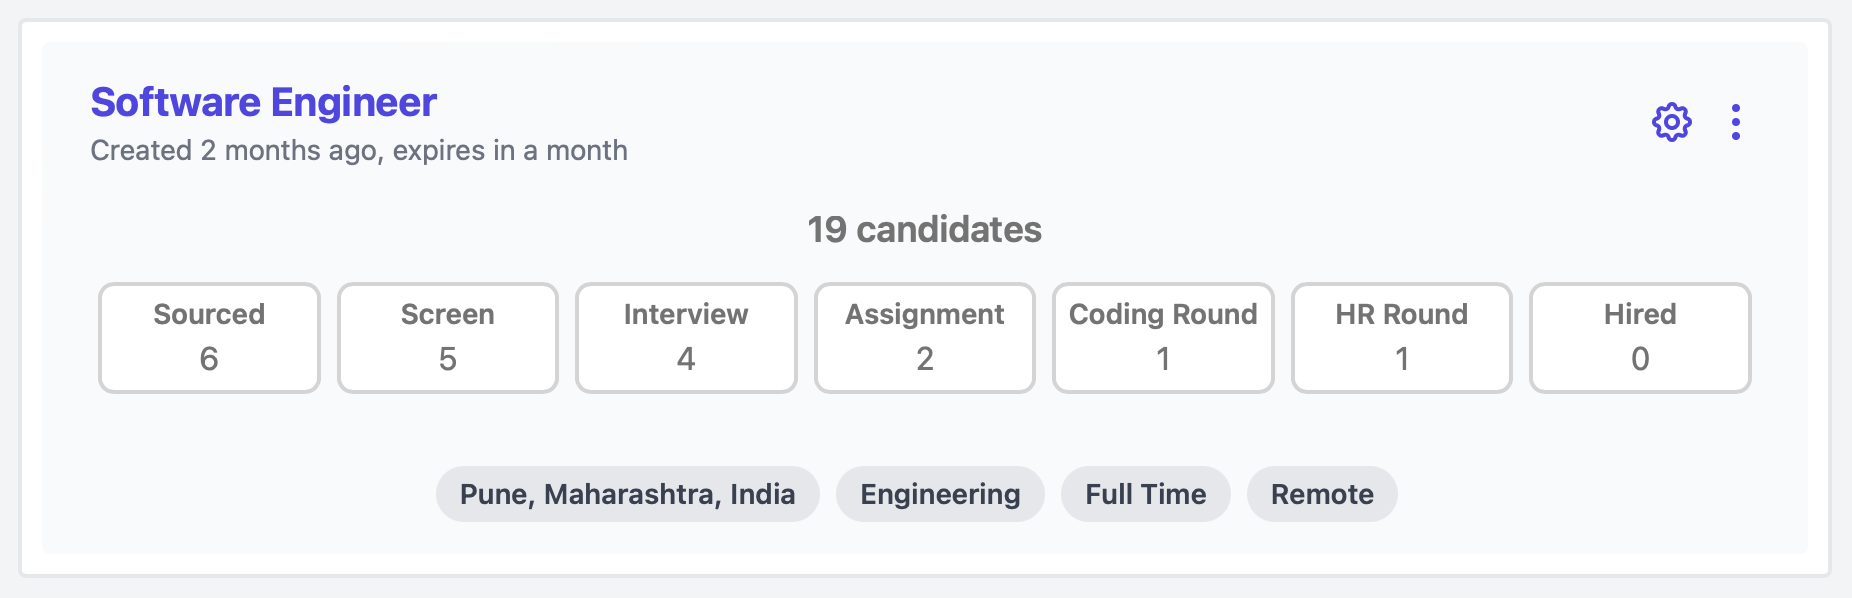 Software Engineer
Created 2 months ago, expires in a month
19 candidates
Sourced Screen Interview Assignment Coding Round HR Round Hired
6 5 4 2 1 1 0
Pune, Maharashtra, India Engineering Full Time Remote